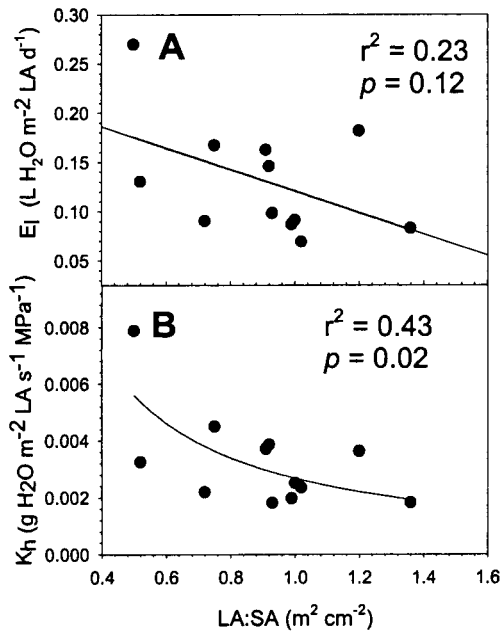 A
r² = 0.23
p = 0.12
0.30
0.25
0.20
0.15
0.10
0.05
E_l (L H₂O m⁻² LA d⁻¹)
B
r² = 0.43
p = 0.02
0.008
0.006
0.004
0.002
0.000
K_h (g H2O m⁻² LA s⁻¹ MPa⁻¹)
0.4 0.6 0.8 1.0 1.2 1.4 1.6
LA:SA (m² cm⁻²)